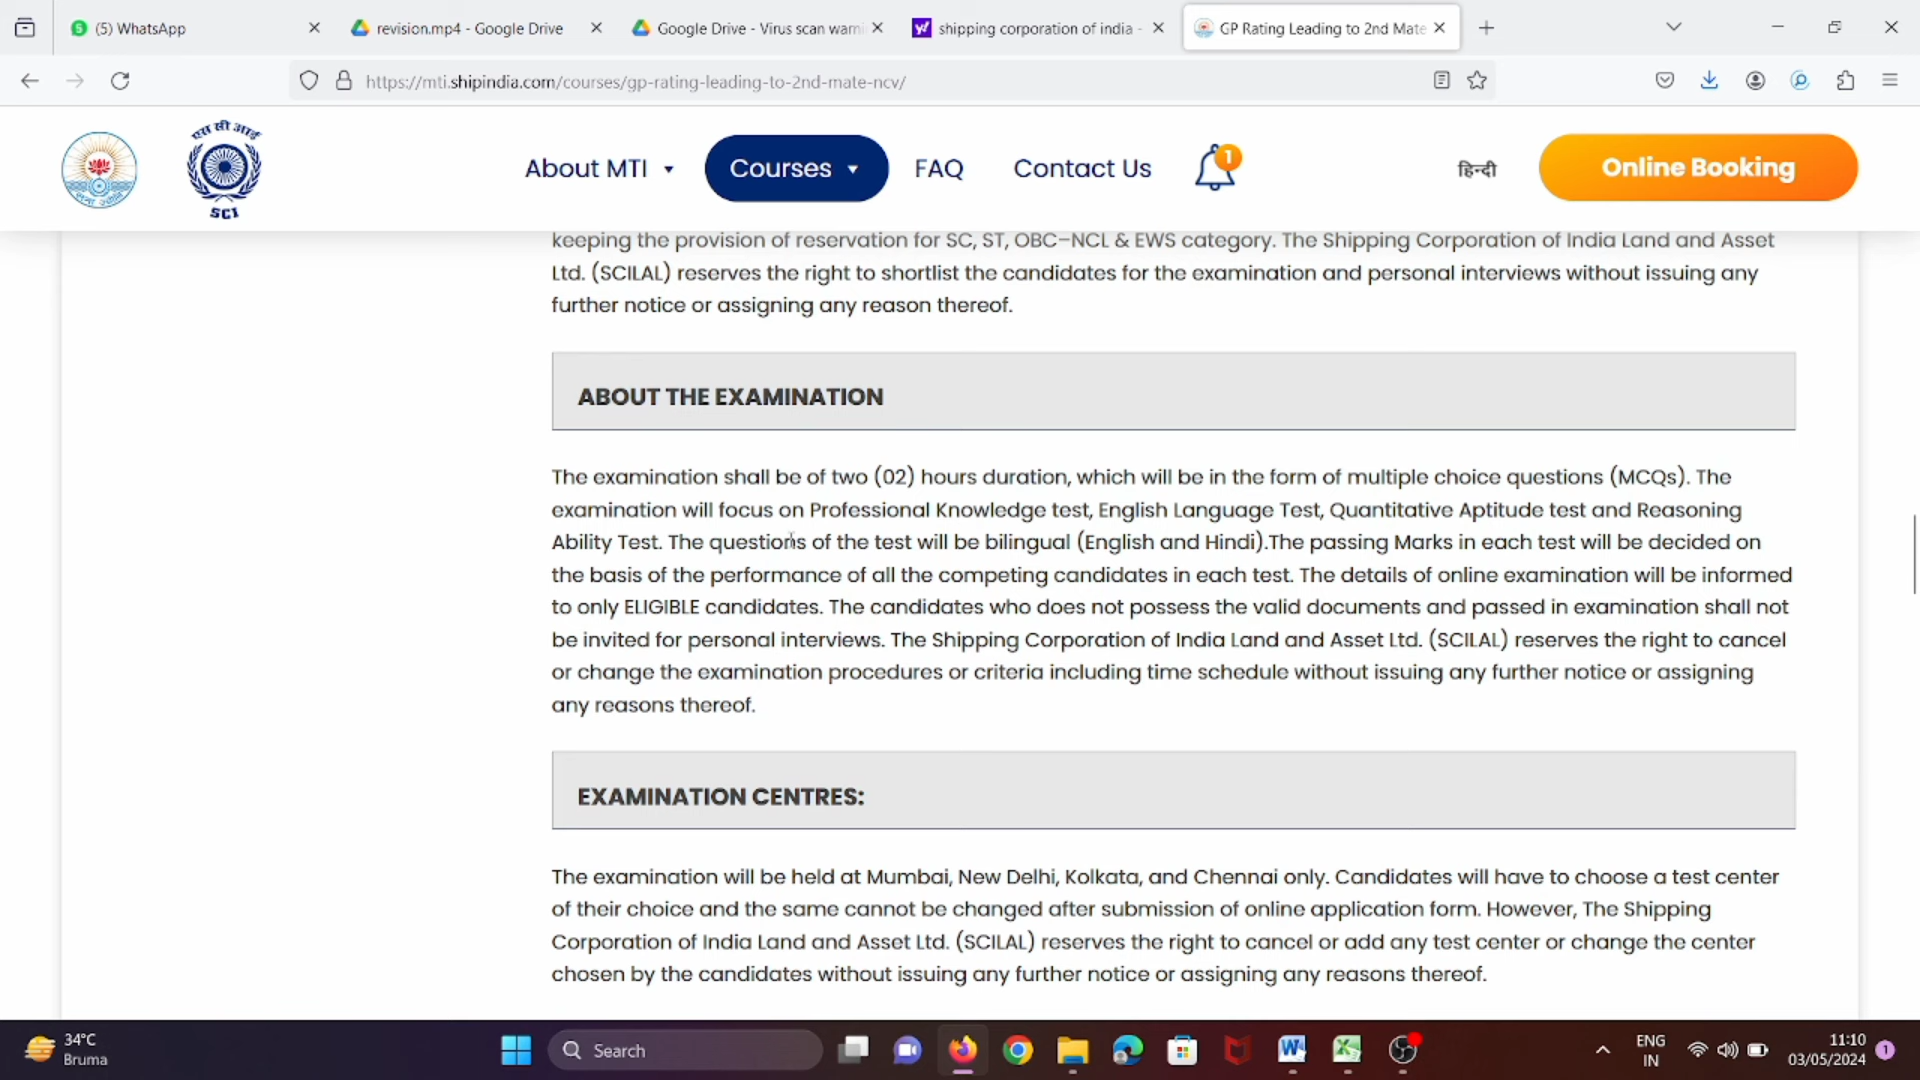 (5) WhatsApp
revision.mp4 - Google Drive
Google Drive - Virus scan warni
shipping corporation of india -
GP Rating Leading to 2nd Mate
https://mti.shipindia.com/courses/gp-rating-leading-to-2nd-mate-ncv/
एस सी आई
SCI
About MTI
Courses
FAQ
Contact Us
1
हिन्दी
Online Booking
keeping the provision of reservation for SC, ST, OBC–NCL & EWS category. The Shipping Corporation of India Land and Asset
Ltd. (SCILAL) reserves the right to shortlist the candidates for the examination and personal interviews without issuing any
further notice or assigning any reason thereof.
ABOUT THE EXAMINATION
The examination shall be of two (02) hours duration, which will be in the form of multiple choice questions (MCQs). The
examination will focus on Professional Knowledge test, English Language Test, Quantitative Aptitude test and Reasoning
Ability Test. The questions of the test will be bilingual (English and Hindi).The passing Marks in each test will be decided on
the basis of the performance of all the competing candidates in each test. The details of online examination will be informed
to only ELIGIBLE candidates. The candidates who does not possess the valid documents and passed in examination shall not
be invited for personal interviews. The Shipping Corporation of India Land and Asset Ltd. (SCILAL) reserves the right to cancel
or change the examination procedures or criteria including time schedule without issuing any further notice or assigning
any reasons thereof.
EXAMINATION CENTRES:
The examination will be held at Mumbai, New Delhi, Kolkata, and Chennai only. Candidates will have to choose a test center
of their choice and the same cannot be changed after submission of online application form. However, The Shipping
Corporation of India Land and Asset Ltd. (SCILAL) reserves the right to cancel or add any test center or change the center
chosen by the candidates without issuing any further notice or assigning any reasons thereof.
34°C
Bruma
Search
ENG
IN
11:10
03/05/2024
1